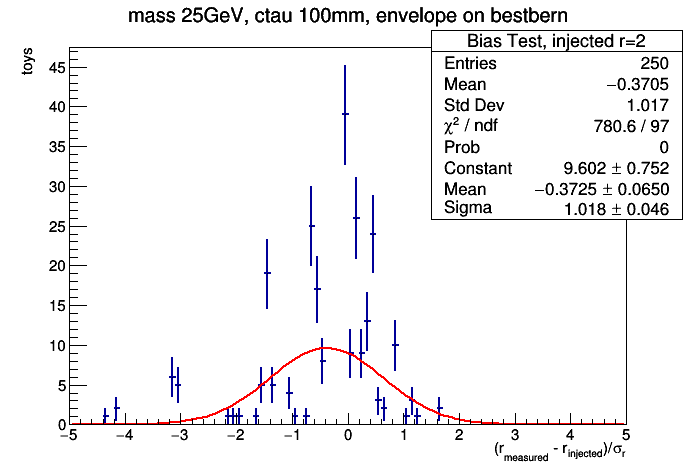 mass 25GeV, ctau 100mm, envelope on bestbern
toys
Bias Test, injected r=2
Entries 250
Mean −0.3705
Std Dev 1.017
χ² / ndf 780.6 / 97
Prob 0
Constant 9.602 ± 0.752
Mean −0.3725 ± 0.0650
Sigma 1.018 ± 0.046
45
40
35
30
25
20
15
10
5
0
−5 −4 −3 −2 −1 0 1 2 3 4 5
(r_measured - r_injected)/σ_r